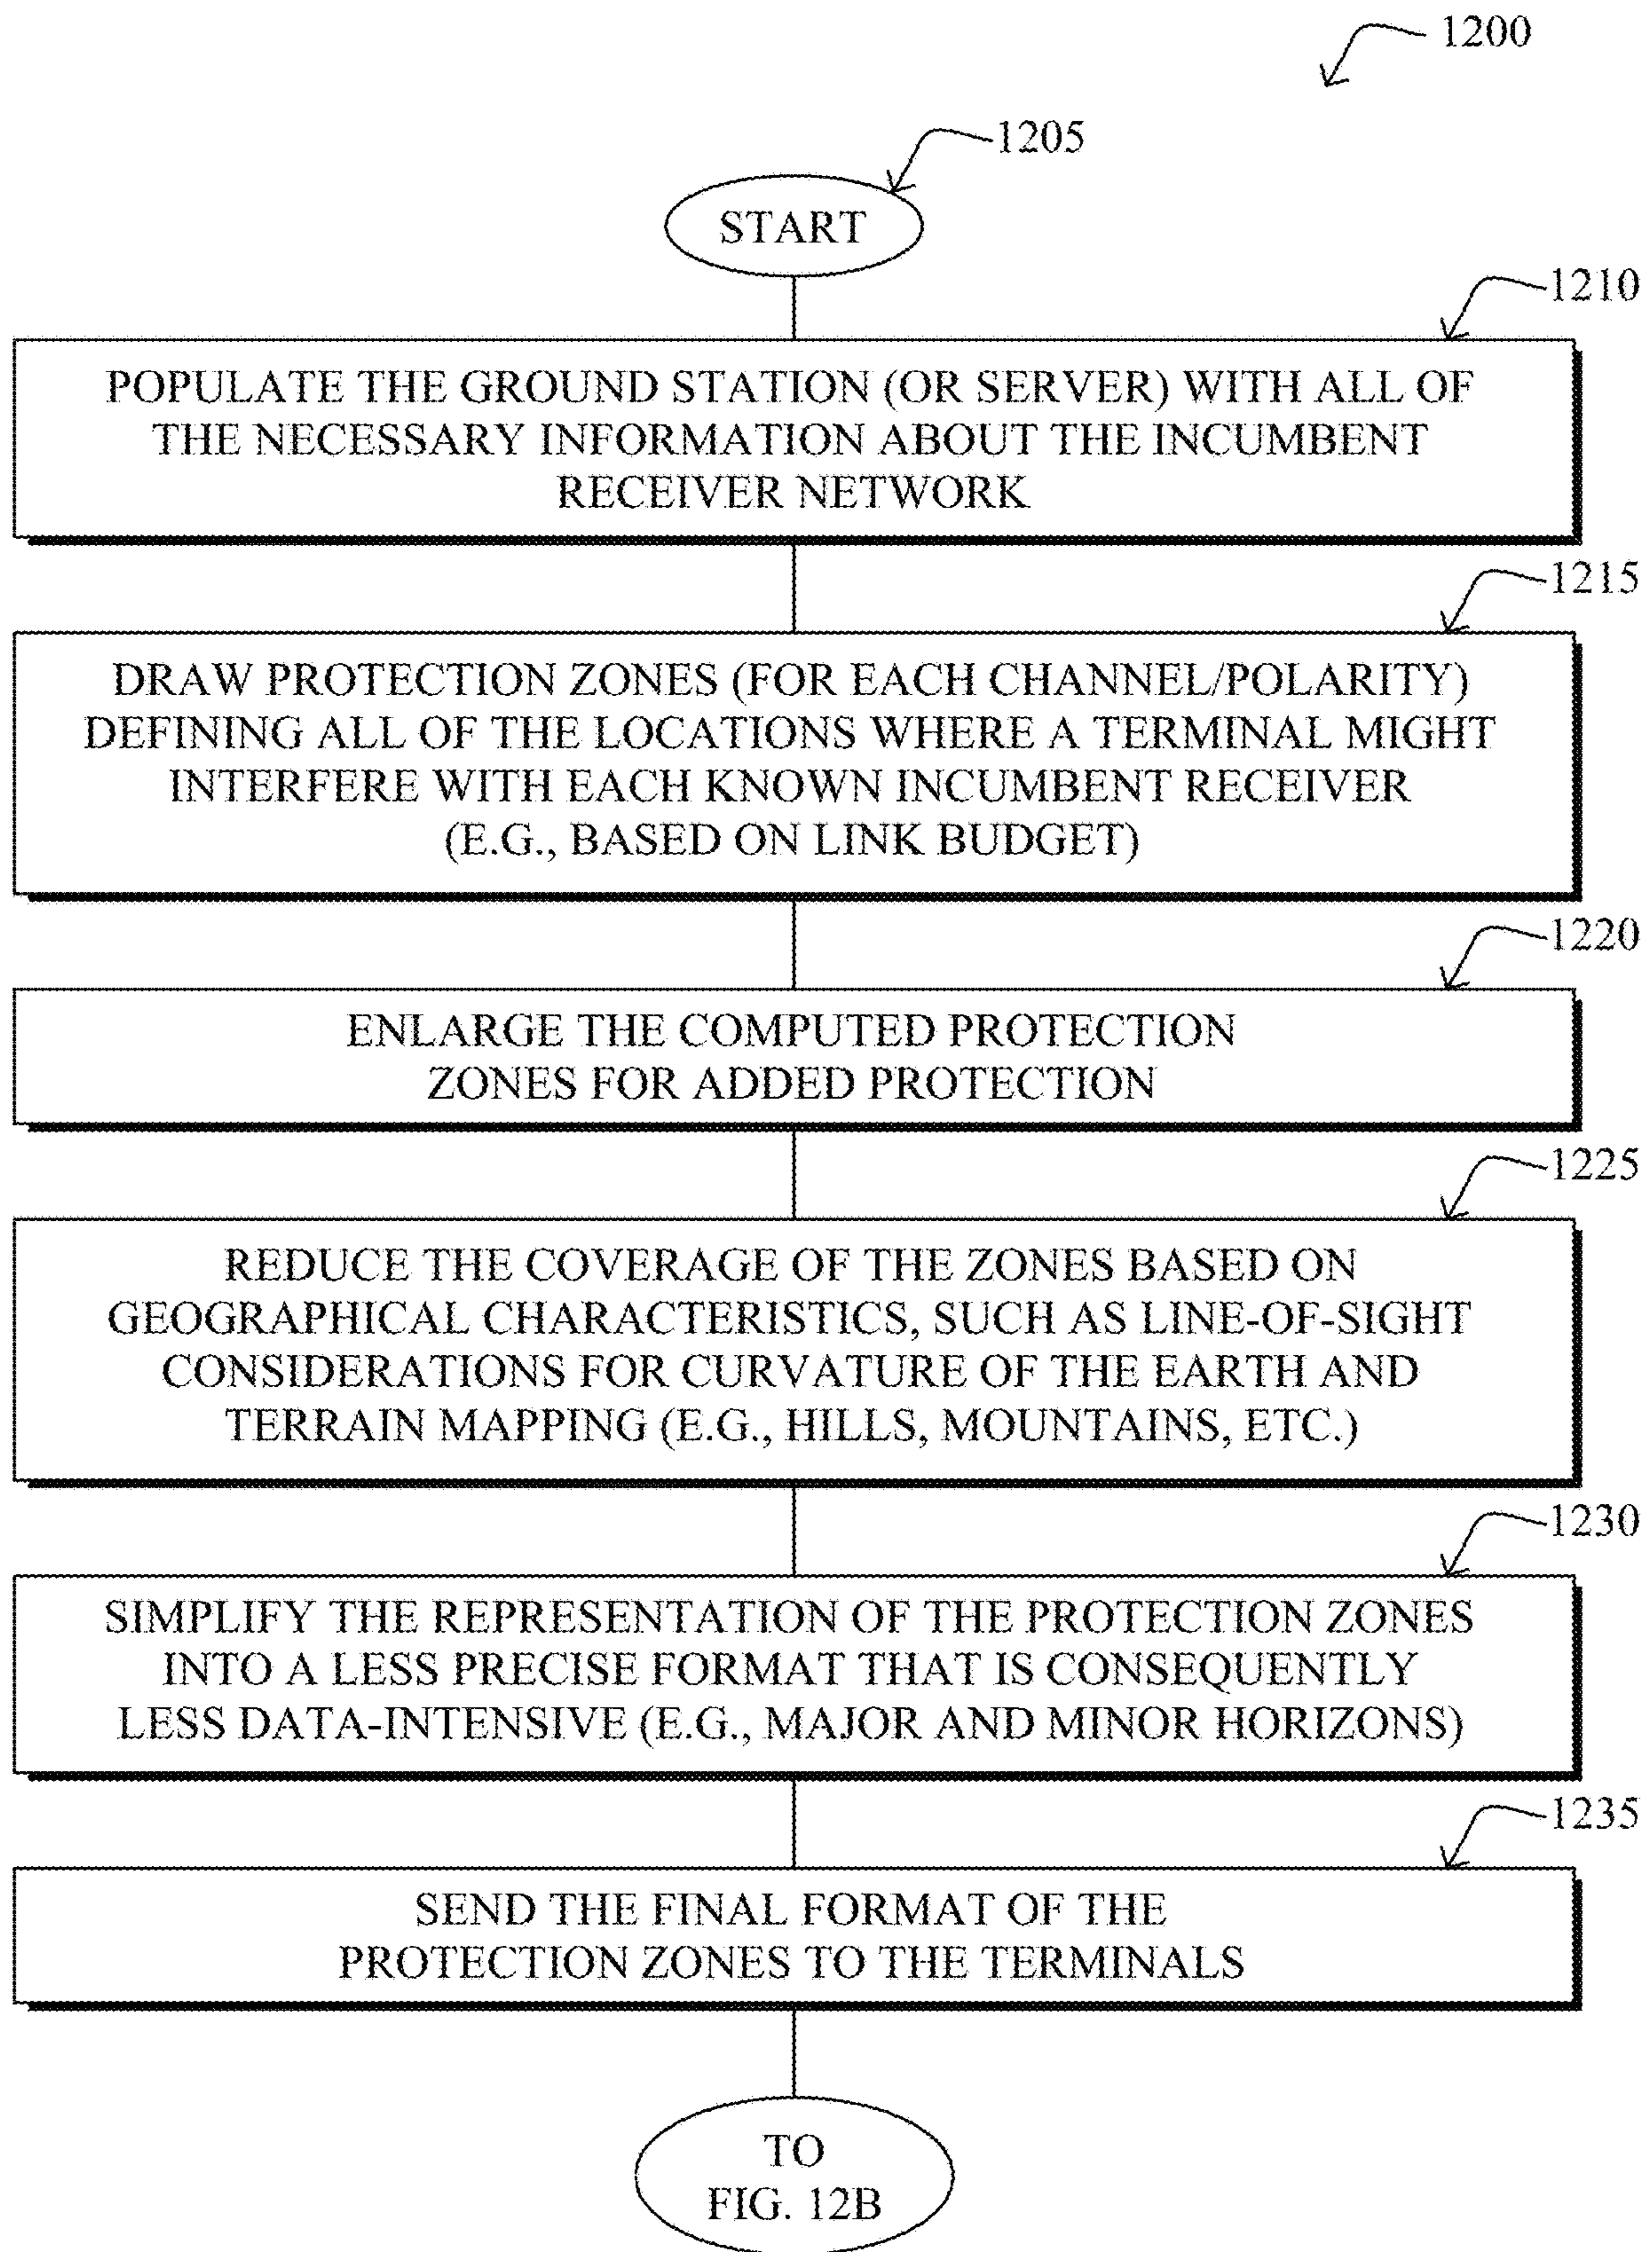 1200
1205
START
1210
POPULATE THE GROUND STATION (OR SERVER) WITH ALL OF
THE NECESSARY INFORMATION ABOUT THE INCUMBENT
RECEIVER NETWORK
1215
DRAW PROTECTION ZONES (FOR EACH CHANNEL/POLARITY)
DEFINING ALL OF THE LOCATIONS WHERE A TERMINAL MIGHT
INTERFERE WITH EACH KNOWN INCUMBENT RECEIVER
(E.G., BASED ON LINK BUDGET)
1220
ENLARGE THE COMPUTED PROTECTION
ZONES FOR ADDED PROTECTION
1225
REDUCE THE COVERAGE OF THE ZONES BASED ON
GEOGRAPHICAL CHARACTERISTICS, SUCH AS LINE-OF-SIGHT
CONSIDERATIONS FOR CURVATURE OF THE EARTH AND
TERRAIN MAPPING (E.G., HILLS, MOUNTAINS, ETC.)
1230
SIMPLIFY THE REPRESENTATION OF THE PROTECTION ZONES
INTO A LESS PRECISE FORMAT THAT IS CONSEQUENTLY
LESS DATA-INTENSIVE (E.G., MAJOR AND MINOR HORIZONS)
1235
SEND THE FINAL FORMAT OF THE
PROTECTION ZONES TO THE TERMINALS
TO
FIG. 12B